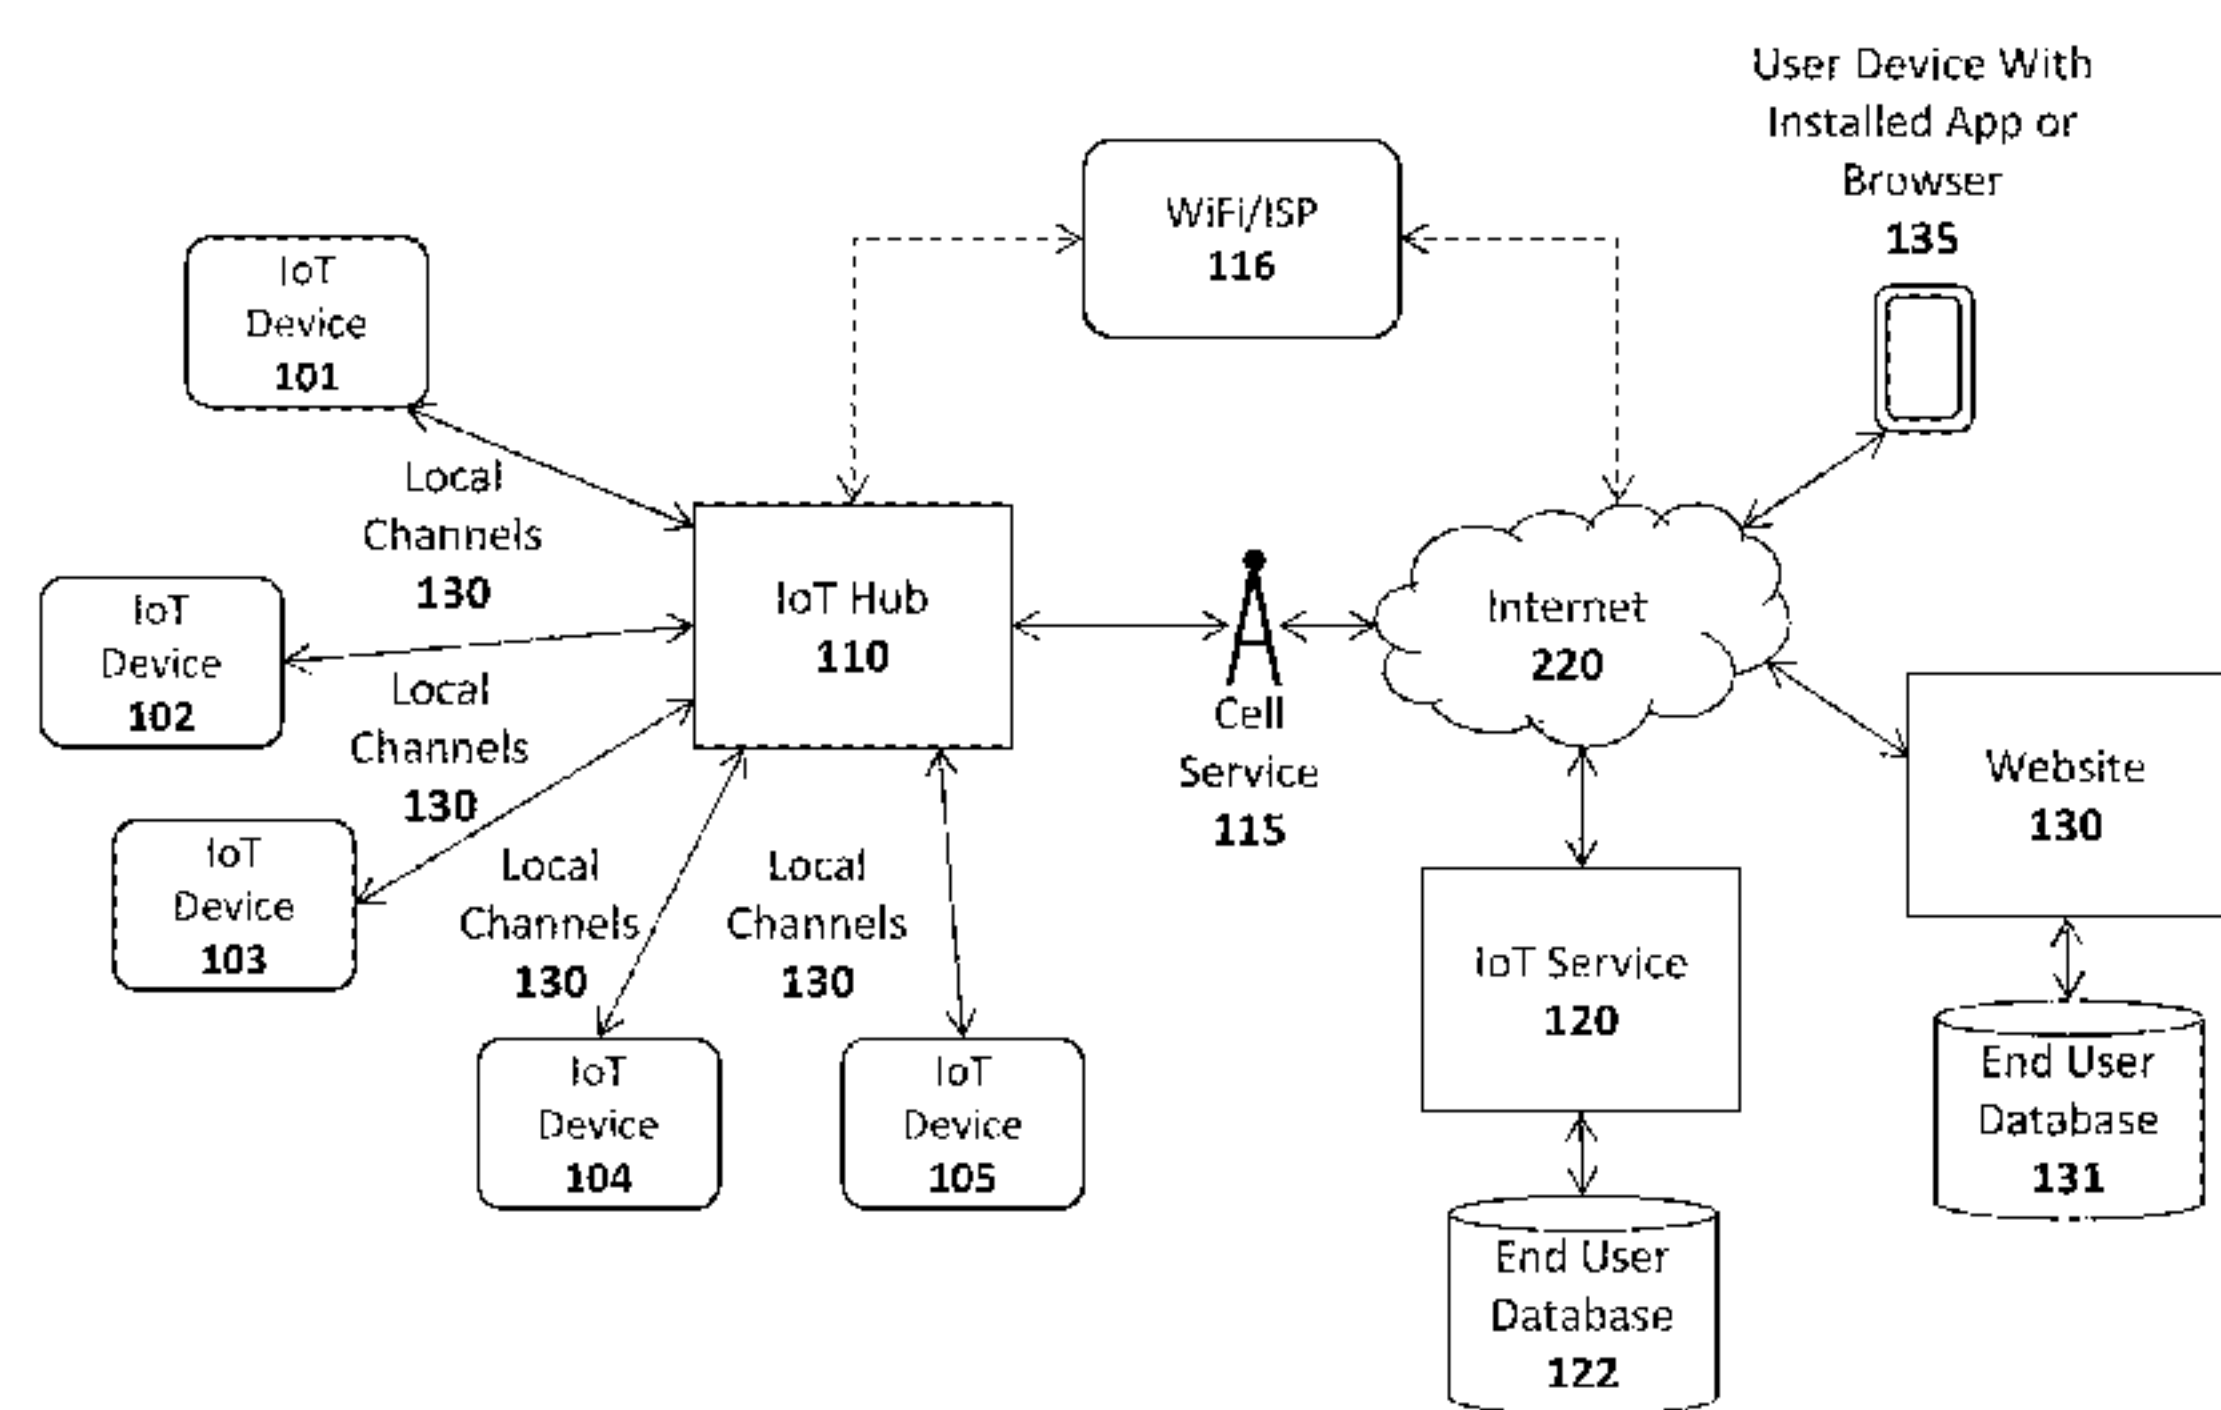 User Device With
Installed App or
Browser
135
WiFi/ISP
116
IoT
Device
101
Local
Channels
130
IoT Hub
110
Internet
220
IoT
Device
102
Local
Channels
130
Cell
Service
115
Website
130
IoT
Device
103
Local
Channels
130
Local
Channels
130
IoT Service
120
IoT
Device
104
IoT
Device
105
End User
Database
131
End User
Database
122